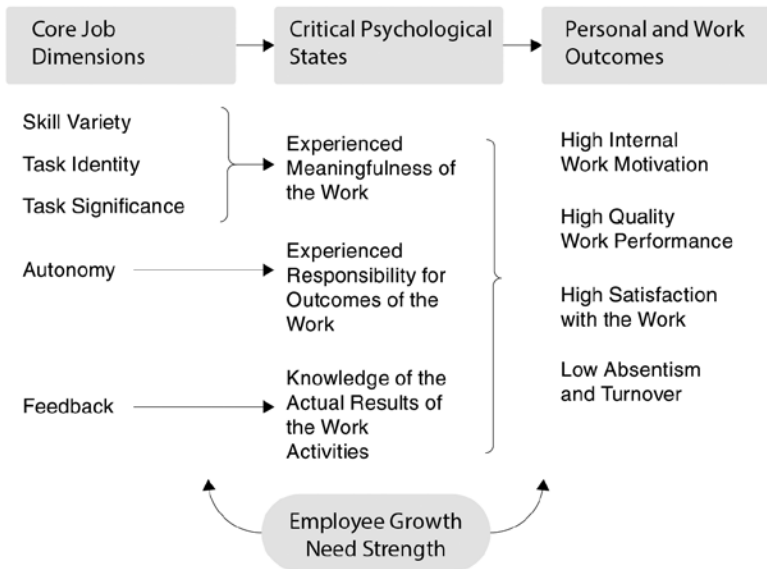 Core Job
Dimensions
Critical Psychological
States
Personal and Work
Outcomes
Skill Variety
Task Identity
Task Significance
Autonomy
Feedback
Experienced
Meaningfulness of
the Work
Experienced
Responsibility for
Outcomes of the
Work
Knowledge of the
Actual Results of
the Work
Activities
High Internal
Work Motivation
High Quality
Work Performance
High Satisfaction
with the Work
Low Absentism
and Turnover
Employee Growth
Need Strength